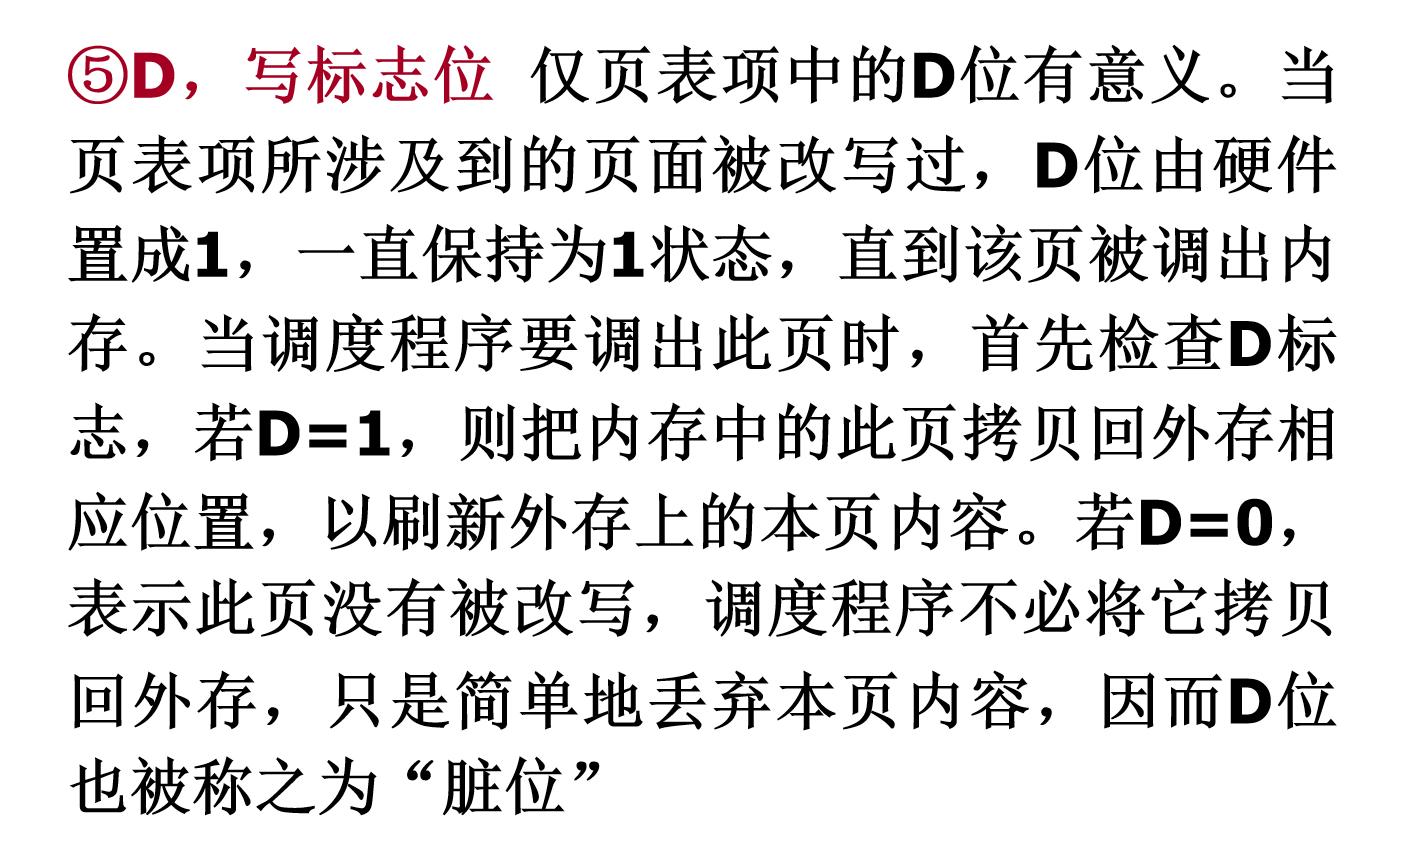 ⑤D，写标志位 仅页表项中的D位有意义。当
页表项所涉及到的页面被改写过，D位由硬件
置成1，一直保持为1状态，直到该页被调出内
存。当调度程序要调出此页时，首先检查D标
志，若D=1，则把内存中的此页拷贝回外存相
应位置，以刷新外存上的本页内容。若D=0，
表示此页没有被改写，调度程序不必将它拷贝
回外存，只是简单地丢弃本页内容，因而D位
也被称之为“脏位”